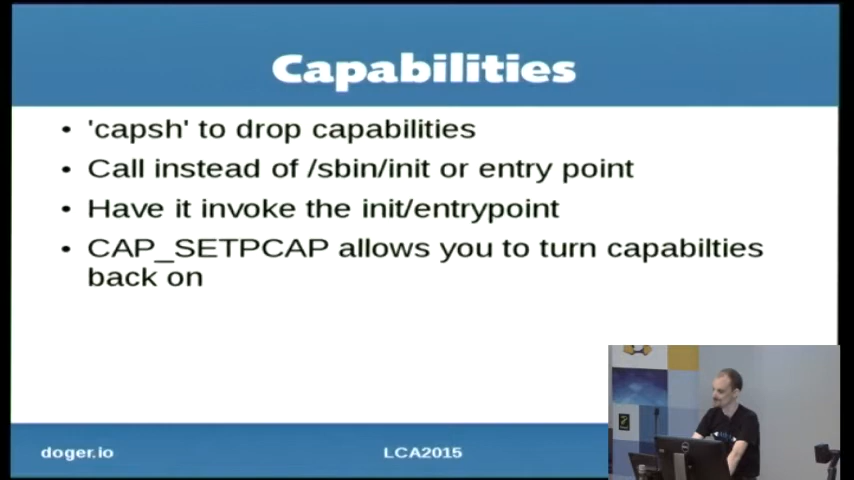 Capabilities
• 'capsh' to drop capabilities
• Call instead of /sbin/init or entry point
• Have it invoke the init/entrypoint
• CAP_SETPCAP allows you to turn capabilties
back on
doger.io
LCA2015